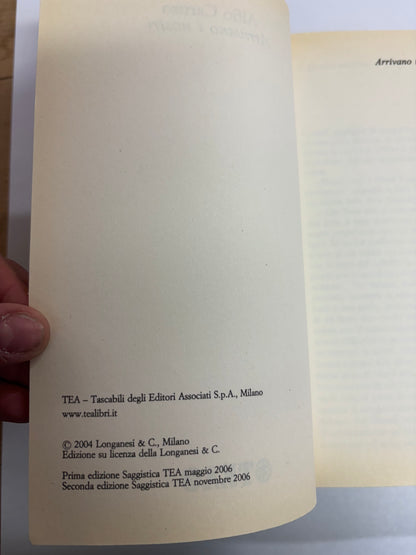 Arrivano
TEA – Tascabili degli Editori Associati S.p.A., Milano
www.tealibri.it
© 2004 Longanesi & C., Milano
Edizione su licenza della Longanesi & C.
Prima edizione Saggistica TEA maggio 2006
Seconda edizione Saggistica TEA novembre 2006